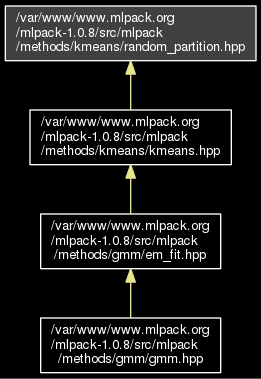 /var/www/www.mlpack.org
/mlpack-1.0.8/src/mlpack
/methods/kmeans/random_partition.hpp
/var/www/www.mlpack.org
/mlpack-1.0.8/src/mlpack
/methods/kmeans/kmeans.hpp
/var/www/www.mlpack.org
/mlpack-1.0.8/src/mlpack
/methods/gmm/em_fit.hpp
/var/www/www.mlpack.org
/mlpack-1.0.8/src/mlpack
/methods/gmm/gmm.hpp